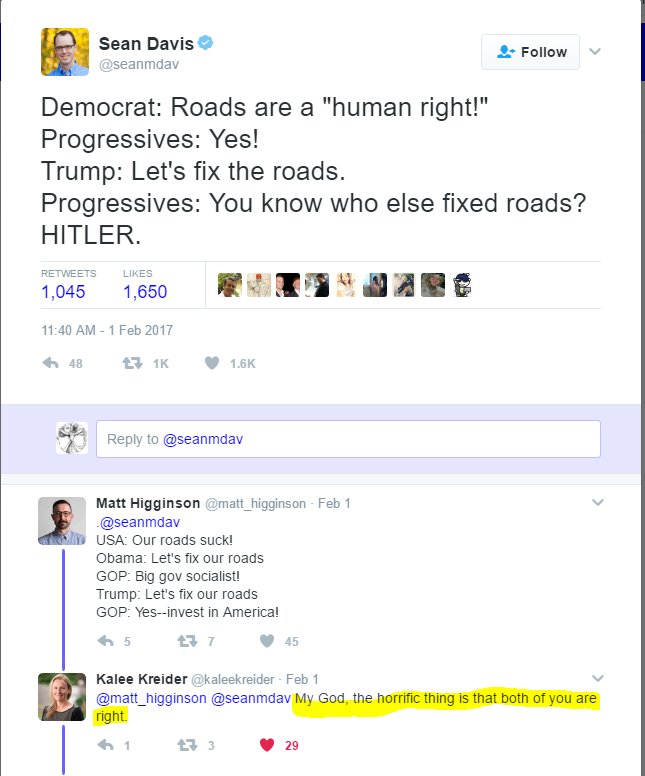 Sean Davis
@seanmdav
Follow
Democrat: Roads are a "human right!"
Progressives: Yes!
Trump: Let's fix the roads.
Progressives: You know who else fixed roads?
HITLER.
RETWEETS LIKES
1,045 1,650
11:40 AM - 1 Feb 2017
48 1K 1.6K
Reply to @seanmdav
Matt Higginson @matt_higginson · Feb 1
.@seanmdav
USA: Our roads suck!
Obama: Let's fix our roads
GOP: Big gov socialist!
Trump: Let's fix our roads
GOP: Yes--invest in America!
5 7 45
Kalee Kreider @kaleekreider · Feb 1
@matt_higginson @seanmdav My God, the horrific thing is that both of you are
right.
1 3 29